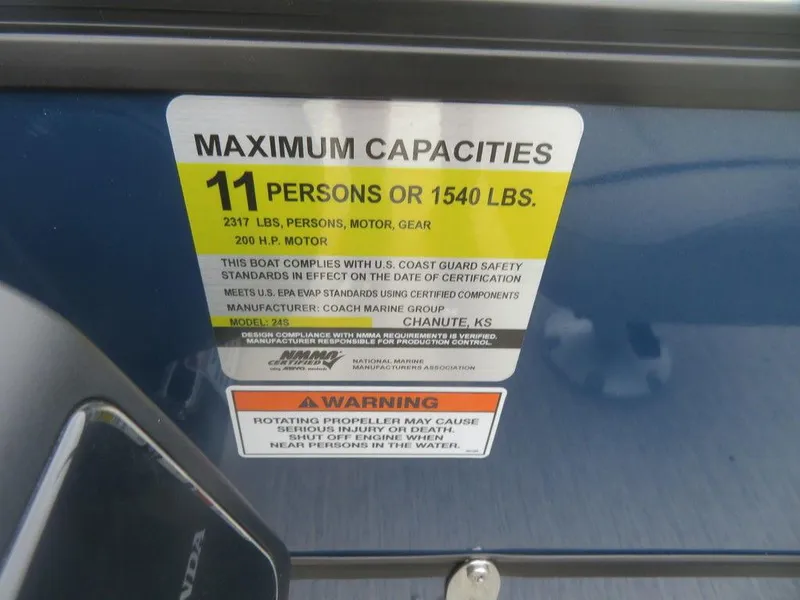 MAXIMUM CAPACITIES
11 PERSONS OR 1540 LBS.
2317 LBS, PERSONS, MOTOR, GEAR
200 H.P. MOTOR
THIS BOAT COMPLIES WITH U.S. COAST GUARD SAFETY
STANDARDS IN EFFECT ON THE DATE OF CERTIFICATION
MEETS U.S. EPA EVAP STANDARDS USING CERTIFIED COMPONENTS
MANUFACTURER: COACH MARINE GROUP
MODEL: 24S CHANUTE, KS
DESIGN COMPLIANCE WITH NMMA REQUIREMENTS IS VERIFIED.
MANUFACTURER RESPONSIBLE FOR PRODUCTION CONTROL.
NMMA
CERTIFIED
NATIONAL MARINE
MANUFACTURERS ASSOCIATION
WARNING
ROTATING PROPELLER MAY CAUSE
SERIOUS INJURY OR DEATH.
SHUT OFF ENGINE WHEN
NEAR PERSONS IN THE WATER.
NDA